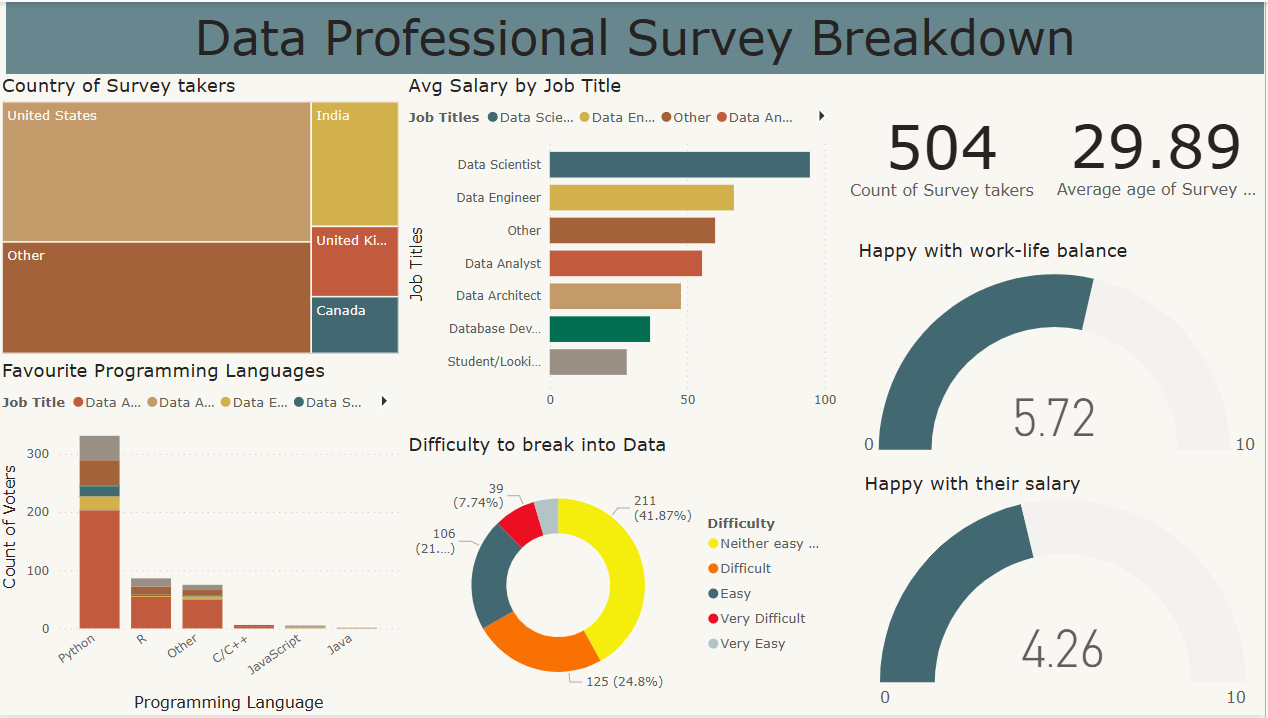 Data Professional Survey Breakdown
Country of Survey takers
United States
India
Other
United Ki...
Canada
Avg Salary by Job Title
Job Titles Data Scie... Data En... Other Data An...
Job Titles
Data Scientist
Data Engineer
Other
Data Analyst
Data Architect
Database Dev...
Student/Looki...
0 50 100
504
Count of Survey takers
29.89
Average age of Survey ...
Happy with work-life balance
5.72
0 10
Favourite Programming Languages
Job Title Data A... Data A... Data E... Data S...
Count of Voters
300
200
100
0
Python R Other C/C++ JavaScript Java
Programming Language
Difficulty to break into Data
39
(7.74%)
211
(41.87%)
106
(21....)
125 (24.8%)
Difficulty
Neither easy ...
Difficult
Easy
Very Difficult
Very Easy
Happy with their salary
4.26
0 10